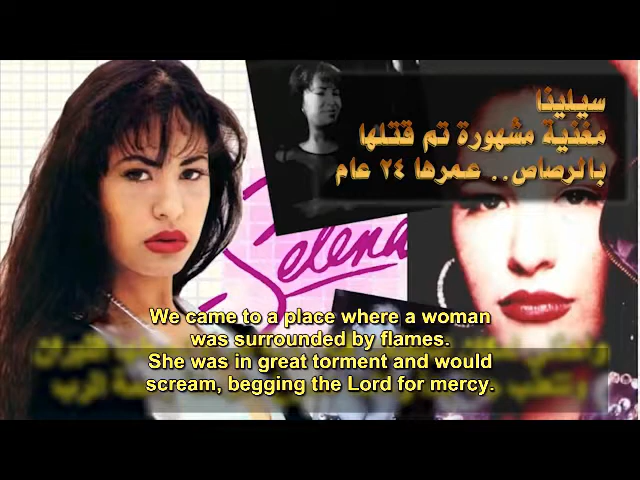 سيلينا
مغنية مشهورة تم قتلها
بالرصاص.. عمرها ٢٤ عام
Selena
We came to a place where a woman
was surrounded by flames.
She was in great torment and would
scream, begging the Lord for mercy.